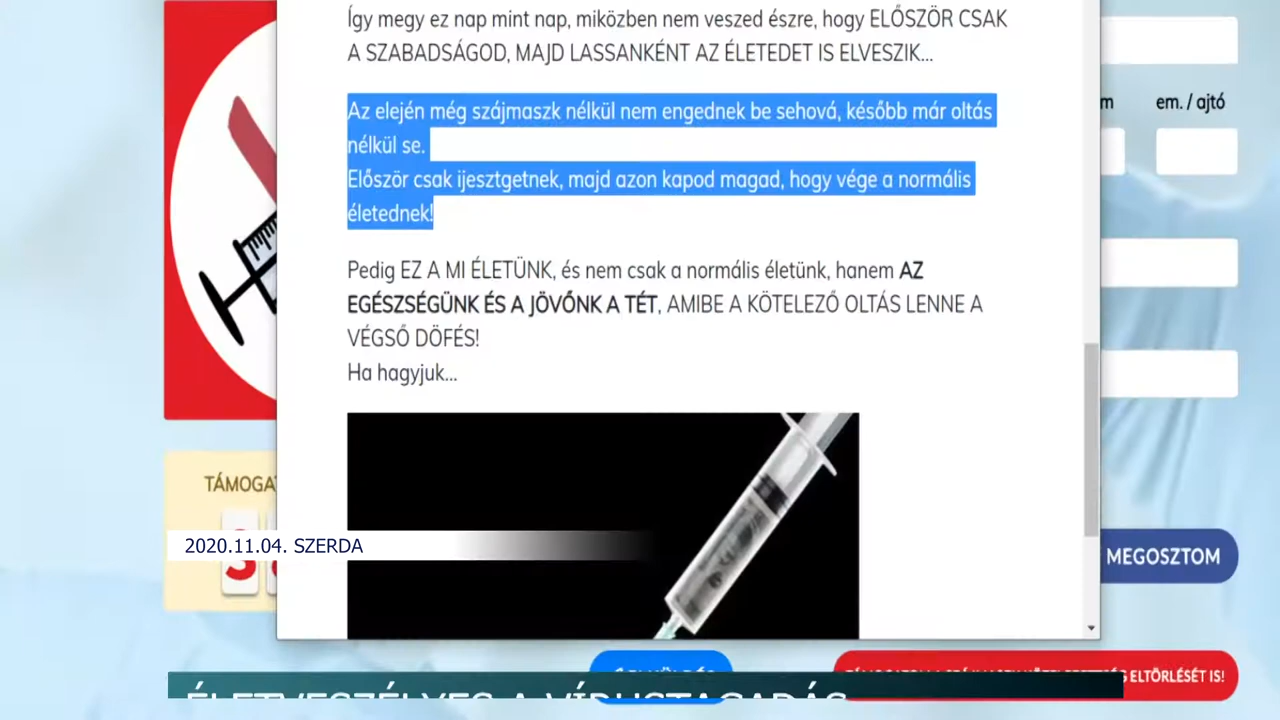 Így megy ez nap mint nap, miközben nem veszed észre, hogy ELŐSZÖR CSAK
A SZABADSÁGOD, MAJD LASSANKÉNT AZ ÉLETEDET IS ELVESZIK...
Az elején még szájmaszk nélkül nem engednek be sehová, később már oltás
nélkül se.
Először csak ijesztgetnek, majd azon kapod magad, hogy vége a normális
életednek!
em. / ajtó
Pedig EZ A MI ÉLETÜNK, és nem csak a normális életünk, hanem AZ
EGÉSZSÉGÜNK ÉS A JÖVŐNK A TÉT, AMIBE A KÖTELEZŐ OLTÁS LENNE A
VÉGSŐ DÖFÉS!
Ha hagyjuk...
TÁMOGA
2020.11.04. SZERDA
MEGOSZTOM
ELTÖRLÉSÉT IS!
ÉLETVESZÉLYES A VÍRUSTAGADÁS